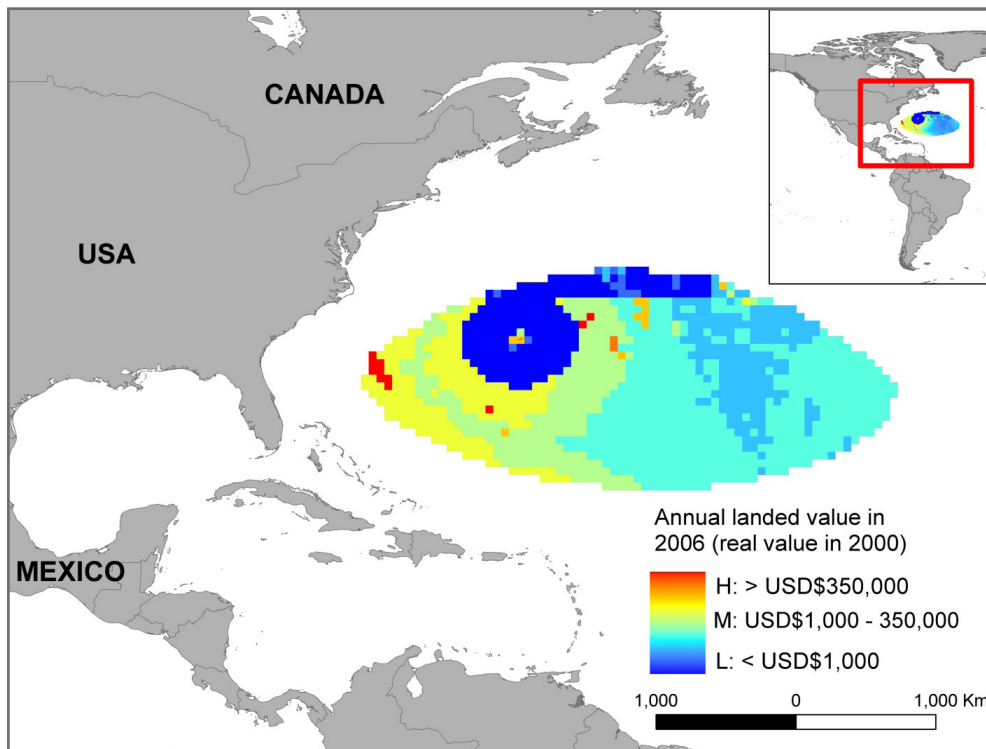 CANADA
USA
MEXICO
Annual landed value in
2006 (real value in 2000)
H: > USD$350,000
M: USD$1,000 - 350,000
L: < USD$1,000
1,000 0 1,000 Km